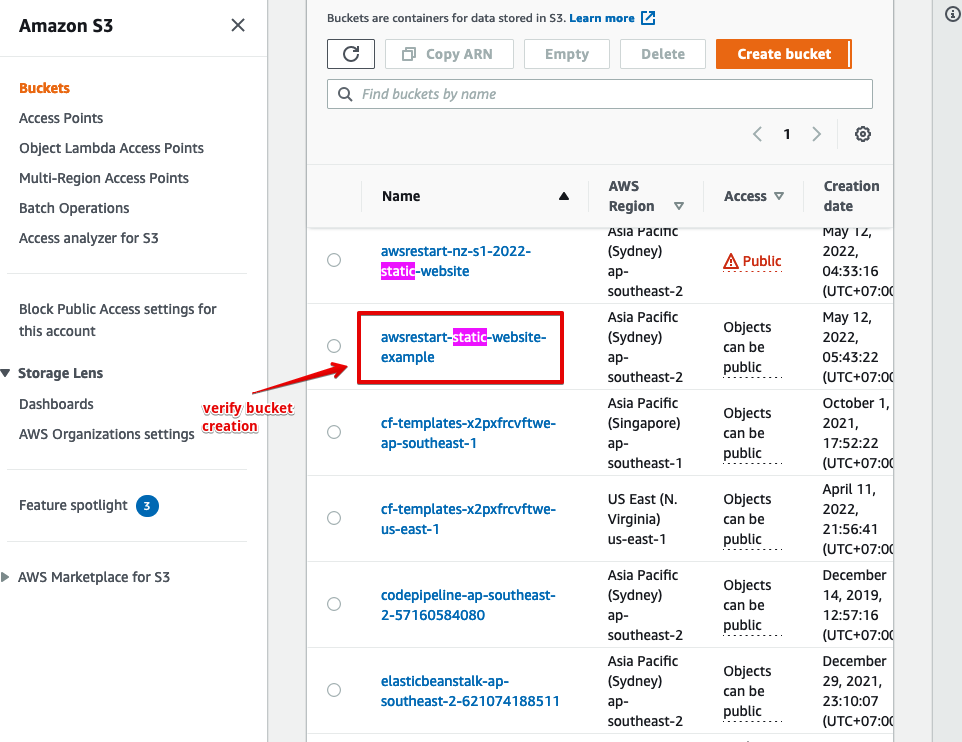 Amazon S3
Buckets
Access Points
Object Lambda Access Points
Multi-Region Access Points
Batch Operations
Access analyzer for S3
Block Public Access settings for
this account
Storage Lens
Dashboards
AWS Organizations settings
Feature spotlight 3
AWS Marketplace for S3
verify bucket
creation
Buckets are containers for data stored in S3. Learn more
Copy ARN Empty Delete Create bucket
Find buckets by name
1
Name
AWS
Region
Access
Creation
date
awsrestart-nz-s1-2022-
static-website
Asia Pacific
(Sydney)
ap-
southeast-2
Public
May 12,
2022,
04:33:16
(UTC+07:00
awsrestart-static-website-
example
Asia Pacific
(Sydney)
ap-
southeast-2
Objects
can be
public
May 12,
2022,
05:43:22
(UTC+07:00
cf-templates-x2pxfrcvftwe-
ap-southeast-1
Asia Pacific
(Singapore)
ap-
southeast-1
Objects
can be
public
October 1,
2021,
17:52:22
(UTC+07:00
cf-templates-x2pxfrcvftwe-
us-east-1
US East (N.
Virginia)
us-east-1
Objects
can be
public
April 11,
2022,
21:56:41
(UTC+07:00
codepipeline-ap-southeast-
2-57160584080
Asia Pacific
(Sydney)
ap-
southeast-2
Objects
can be
public
December
14, 2019,
12:57:16
(UTC+07:00
elasticbeanstalk-ap-
southeast-2-621074188511
Asia Pacific
(Sydney)
ap-
southeast-2
Objects
can be
public
December
29, 2021,
23:10:07
(UTC+07:00